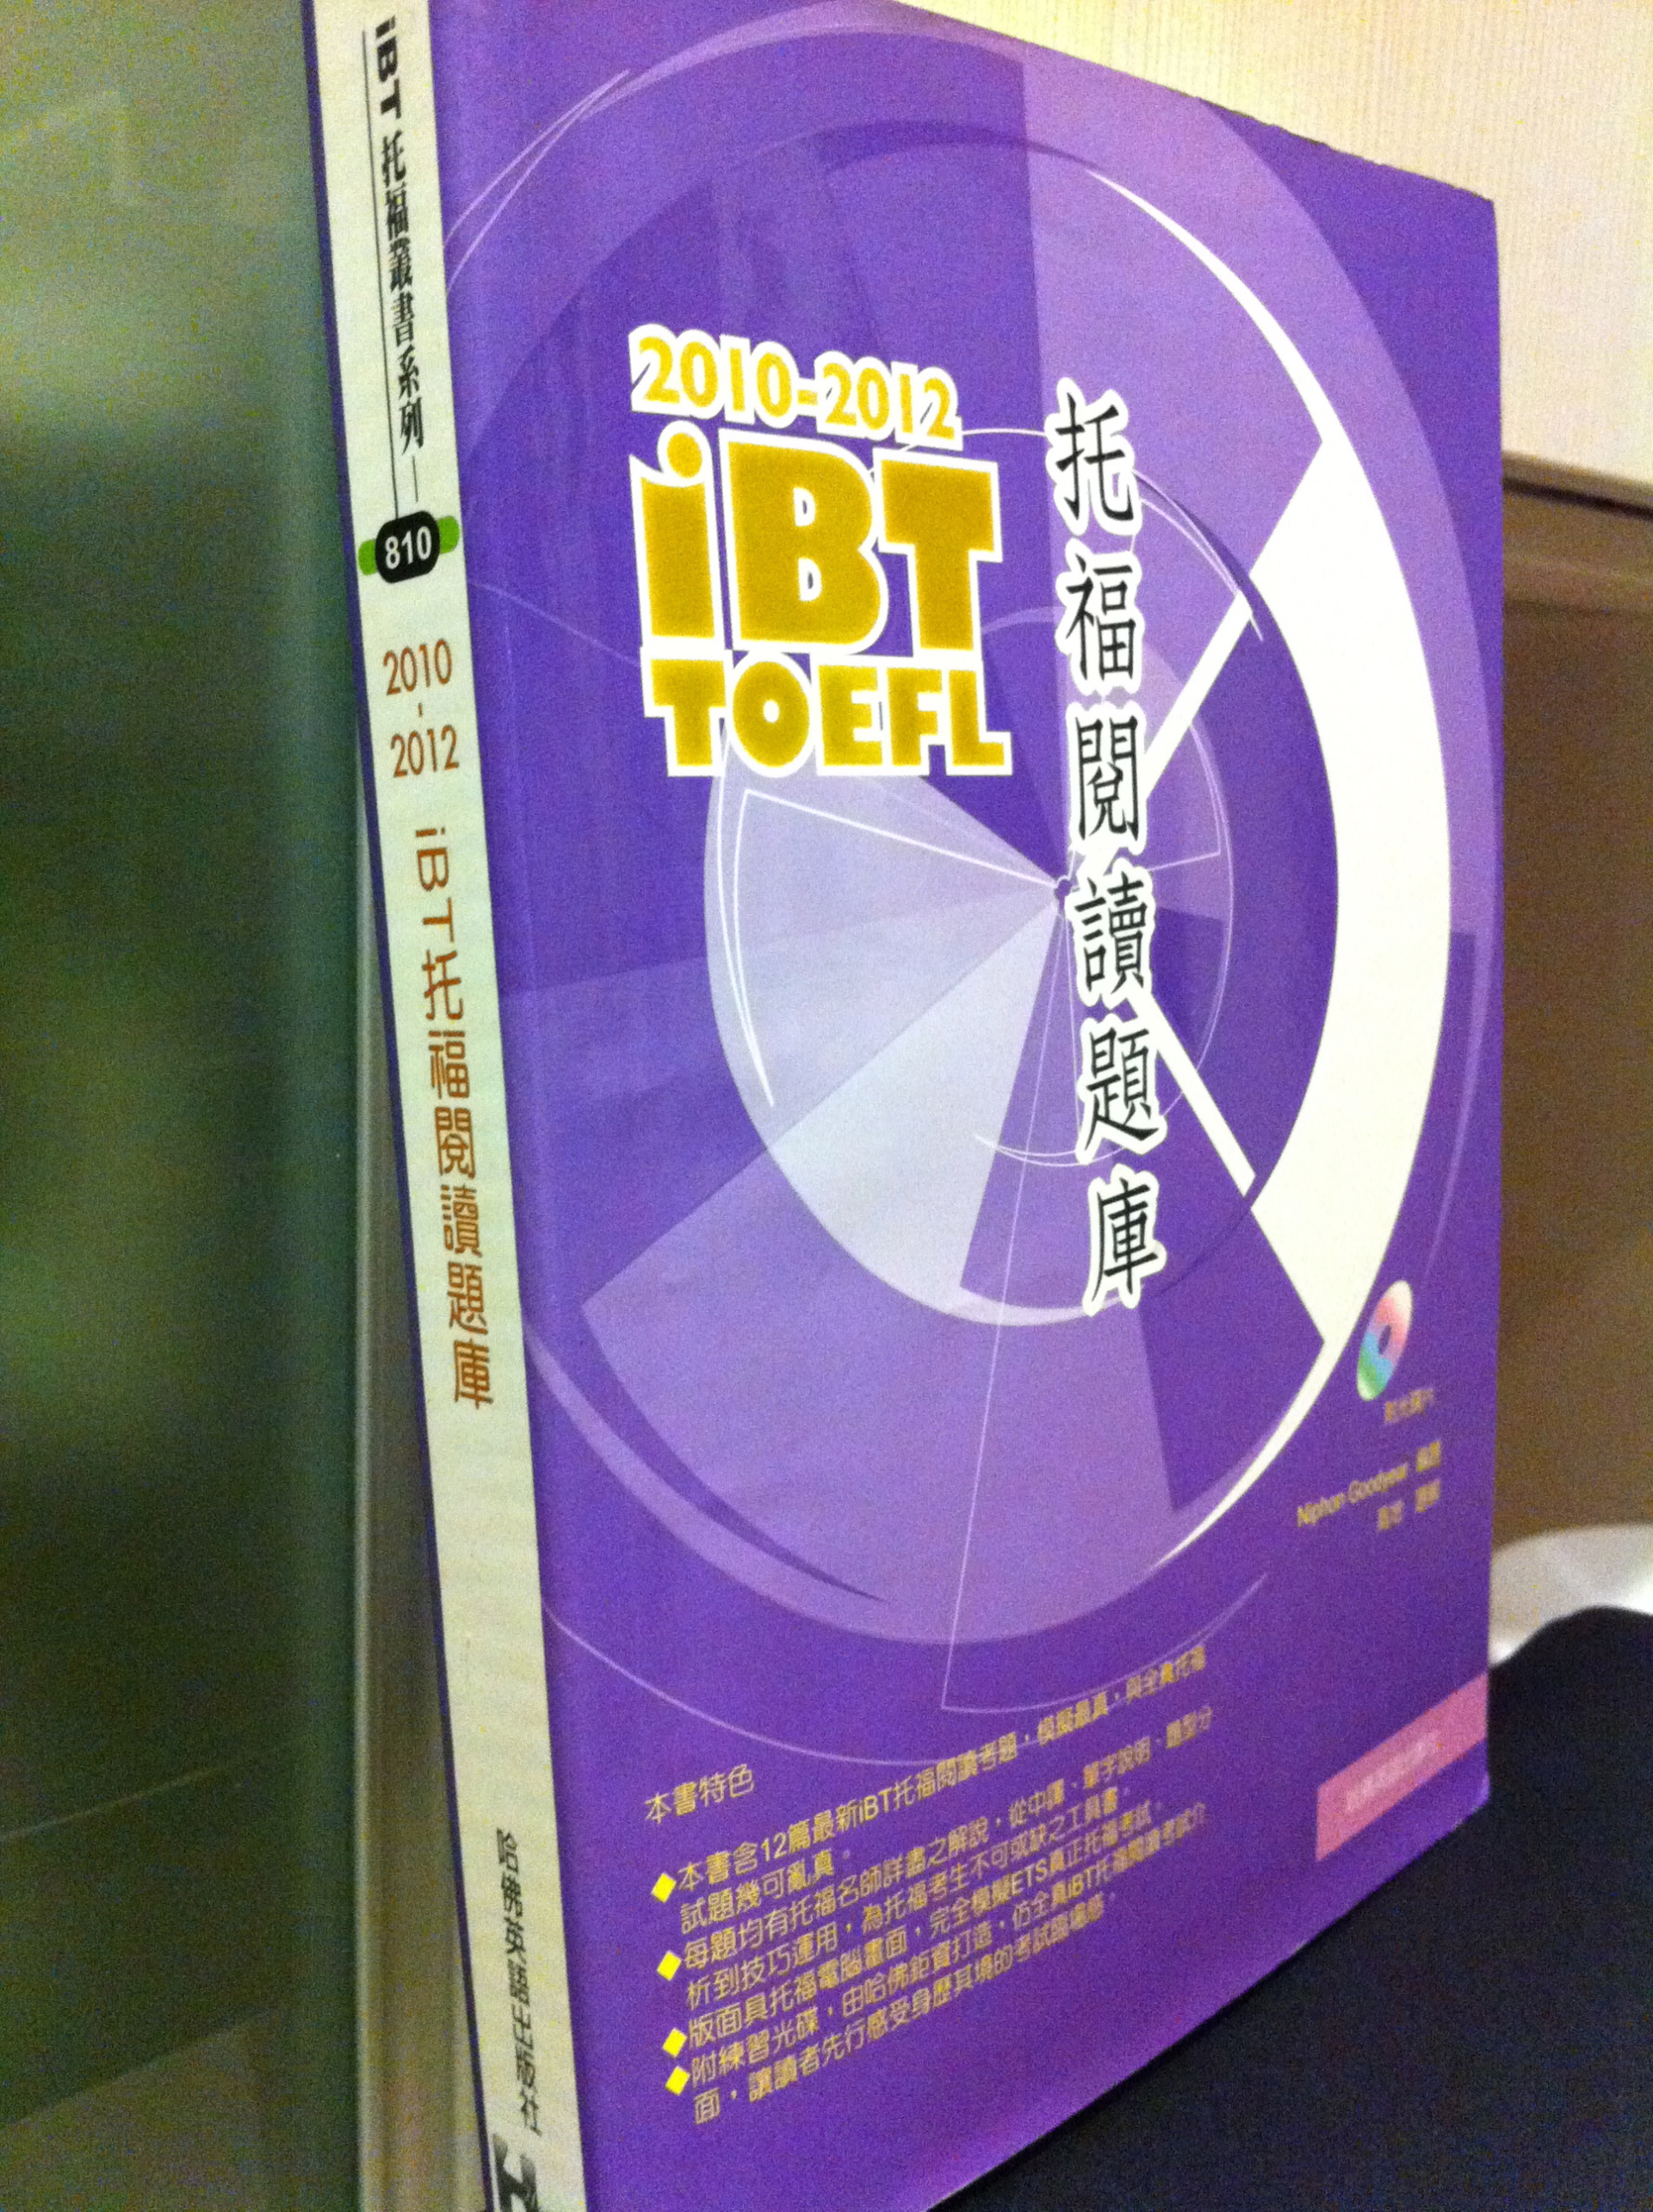 iBT 托福叢書系列
810
2010-2012 iBT托福閱讀題庫
哈佛英語出版社
2010-2012
iBT
TOEFL
托福閱讀題庫
附光碟片
Niphon Goodyear 編著
本書特色
◆本書含12篇最新iBT托福閱讀考題，模擬最真，與全真托福
試題幾可亂真。
◆每題均有托福名師詳盡之解說，從中譯、單字說明、題型分
析到技巧運用，為托福考生不可或缺之工具書。
◆版面具托福電腦畫面，完全模擬ETS真正托福考試。
◆附練習光碟，由哈佛鉅資打造，仿全真iBT托福閱讀考試介
面，讓讀者先行感受身歷其境的考試臨場感。